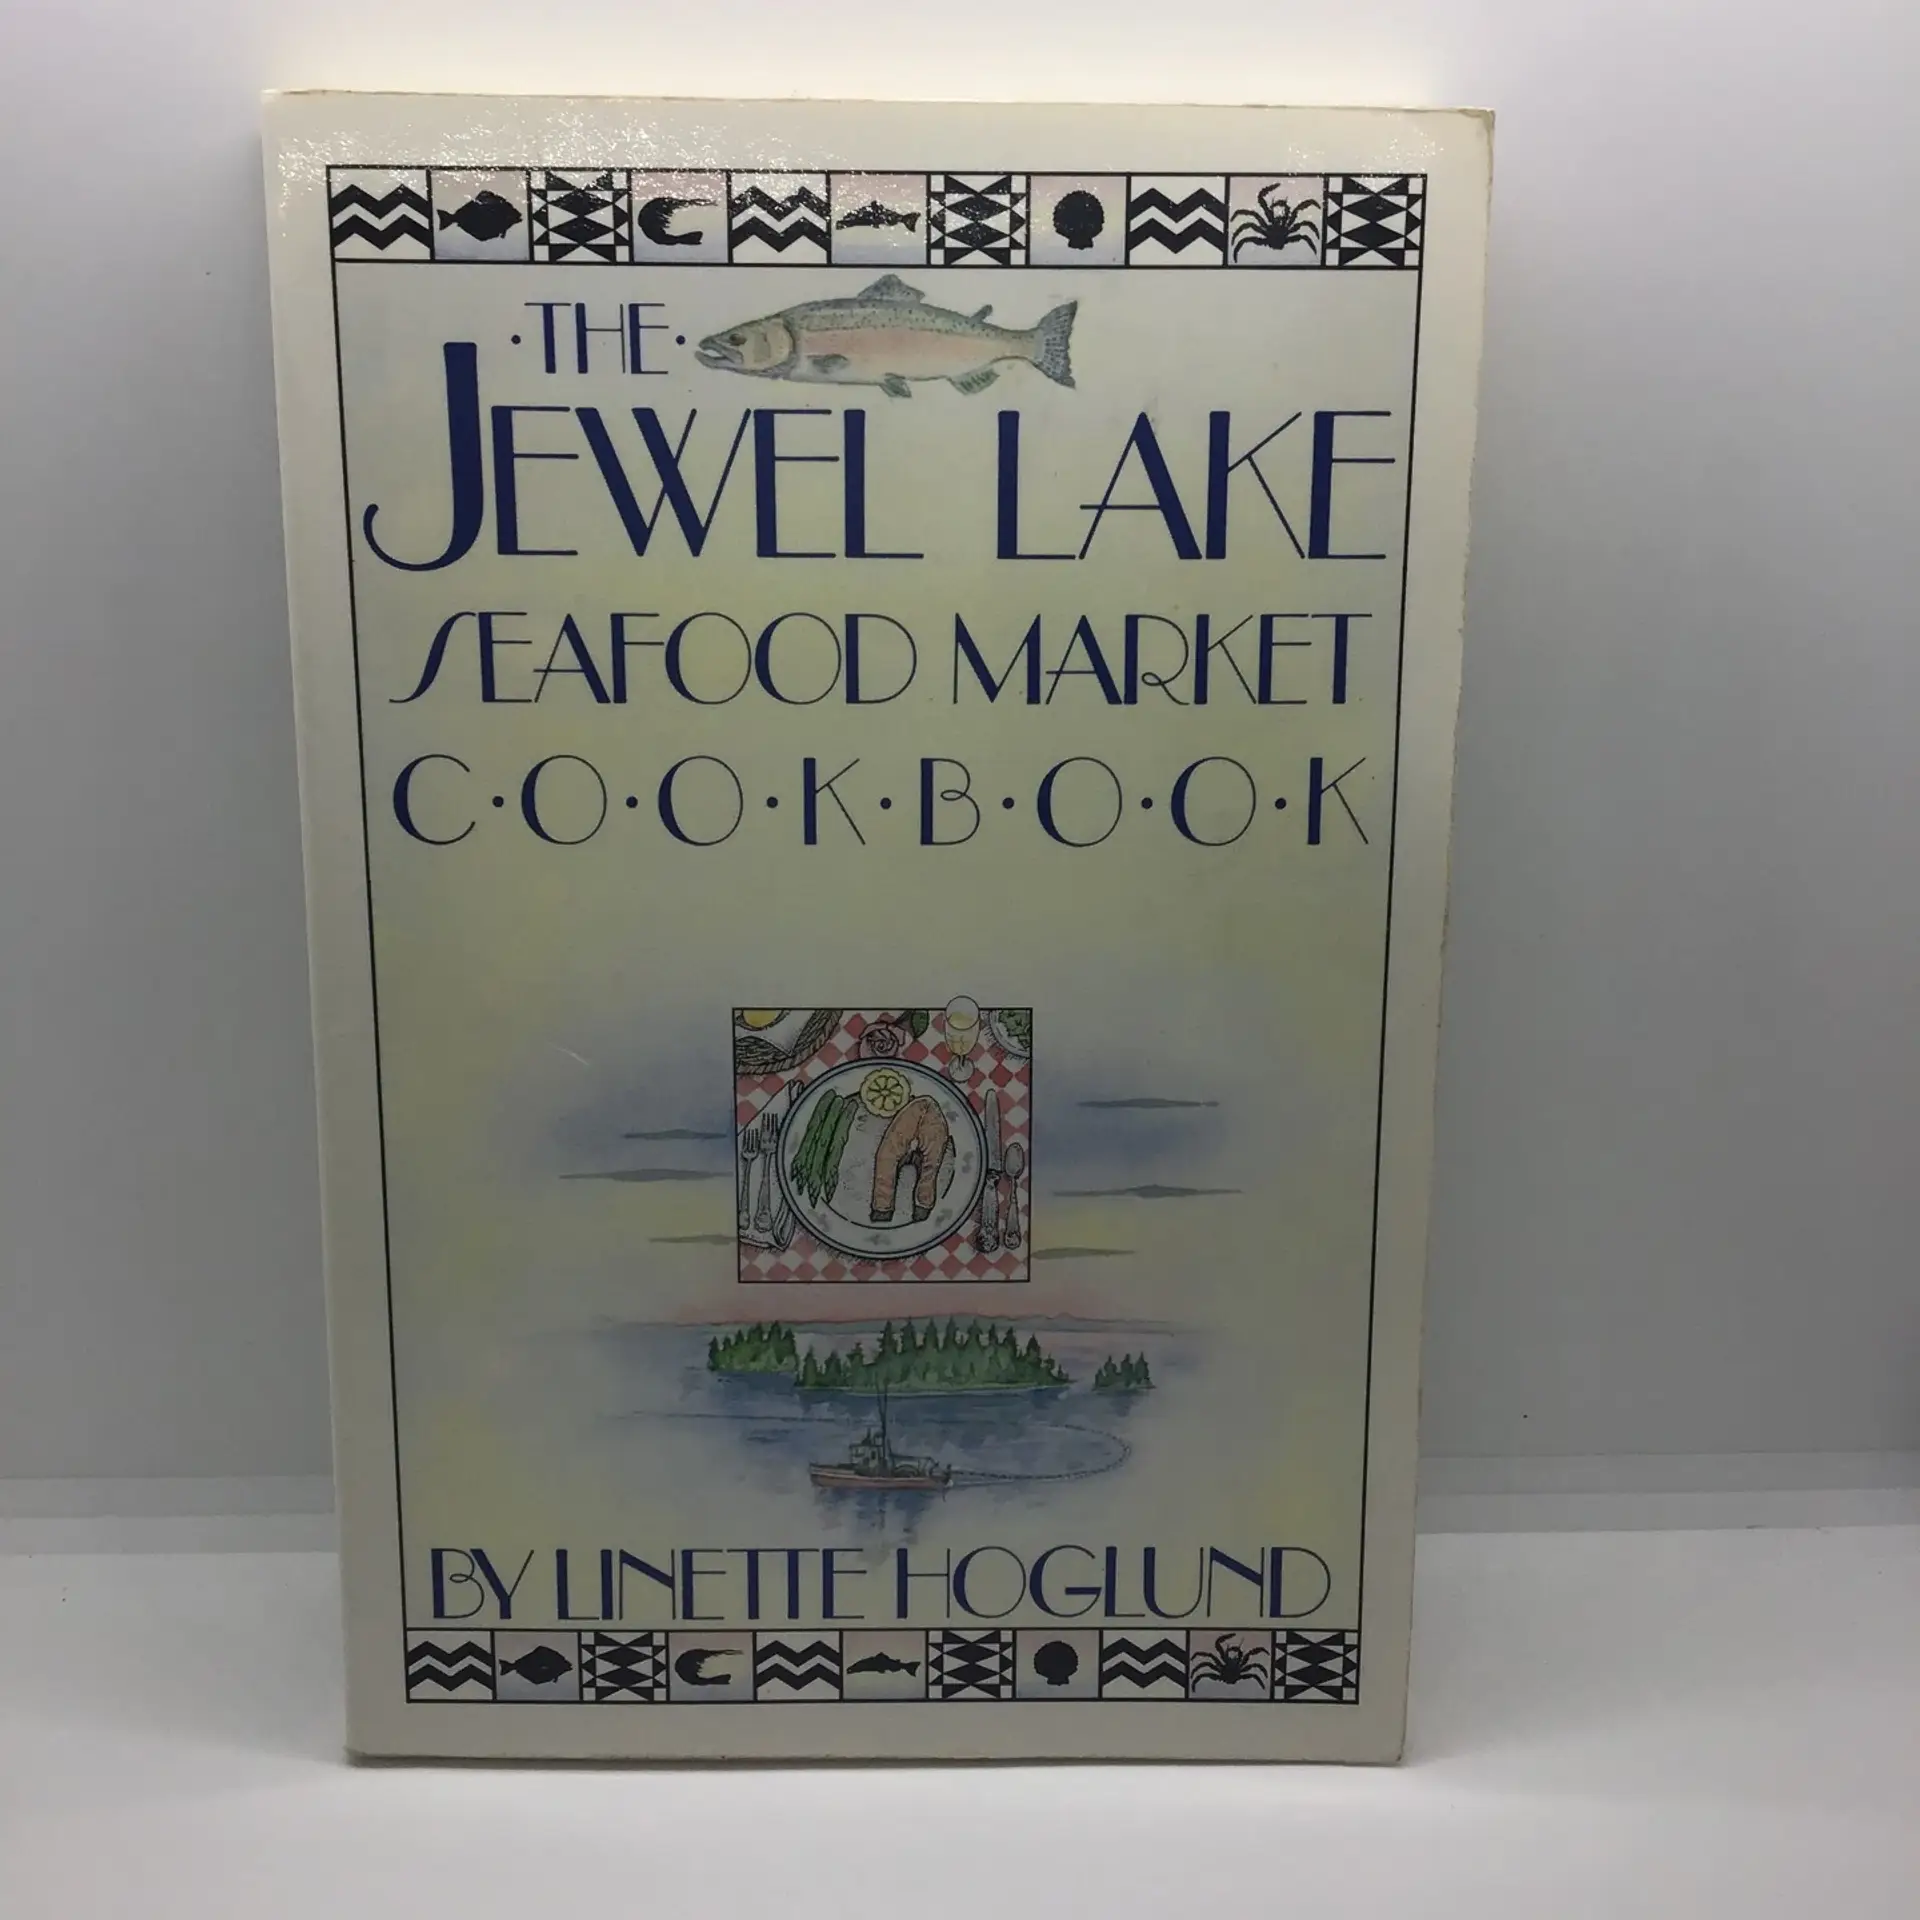 ·THE·
JEWEL LAKE
SEAFOOD MARKET
C·O·O·K·B·O·O·K
BY LINETTE HOGLUND